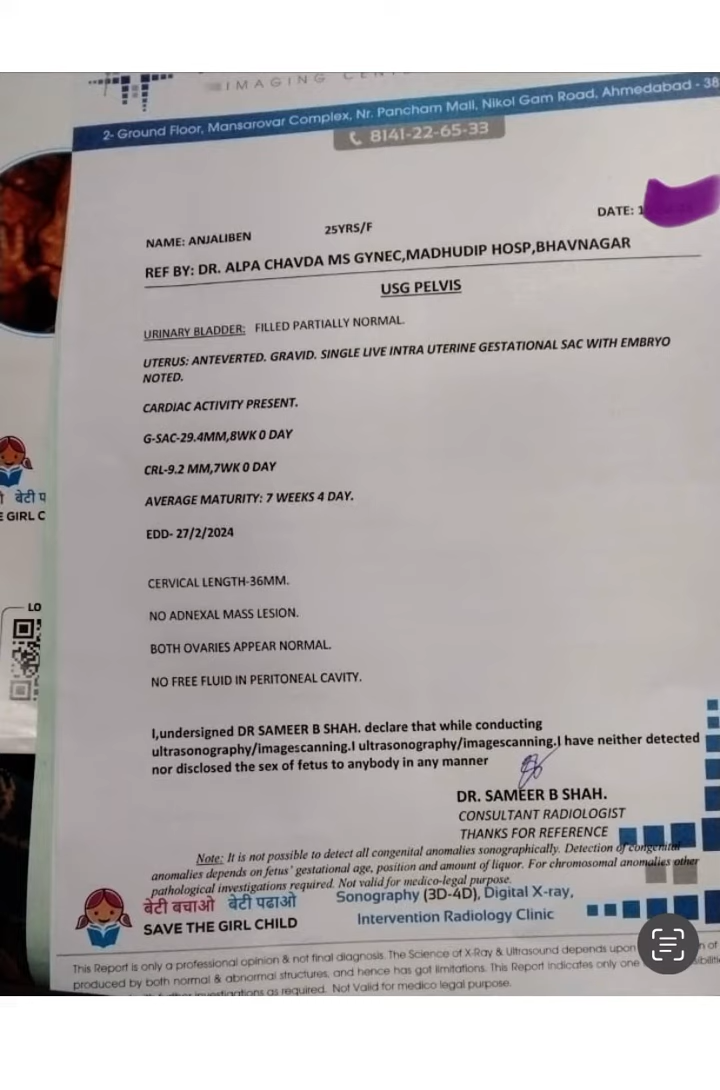 IMAGING CENT
2- Ground Floor, Mansarovar Complex, Nr. Pancham Mall, Nikol Gam Road, Ahmedabad - 38
8141-22-65-33
DATE: 1
NAME: ANJALIBEN 25YRS/F
REF BY: DR. ALPA CHAVDA MS GYNEC,MADHUDIP HOSP,BHAVNAGAR
USG PELVIS
URINARY BLADDER: FILLED PARTIALLY NORMAL.
UTERUS: ANTEVERTED. GRAVID. SINGLE LIVE INTRA UTERINE GESTATIONAL SAC WITH EMBRYO
NOTED.
CARDIAC ACTIVITY PRESENT.
G-SAC-29.4MM,8WK 0 DAY
CRL-9.2 MM,7WK 0 DAY
AVERAGE MATURITY: 7 WEEKS 4 DAY.
EDD- 27/2/2024
CERVICAL LENGTH-36MM.
NO ADNEXAL MASS LESION.
BOTH OVARIES APPEAR NORMAL.
NO FREE FLUID IN PERITONEAL CAVITY.
I,undersigned DR SAMEER B SHAH. declare that while conducting
ultrasonography/imagescanning.I ultrasonography/imagescanning.I have neither detected
nor disclosed the sex of fetus to anybody in any manner
DR. SAMEER B SHAH.
CONSULTANT RADIOLOGIST
THANKS FOR REFERENCE
Note: It is not possible to detect all congenital anomalies sonographically. Detection of congenital
anomalies depends on fetus' gestational age, position and amount of liquor. For chromosomal anomalies other
pathological investigations required. Not valid for medico-legal purpose.
बेटी बचाओ बेटी पढाओ
SAVE THE GIRL CHILD
Sonography (3D-4D), Digital X-ray,
Intervention Radiology Clinic
This Report is only a professional opinion & not final diagnosis. The Science of X-Ray & Ultrasound depends upon
produced by both normal & abnormal structures, and hence has got limitations. This Report indicates only one
investigations as required. Not Valid for medico legal purpose.
बेटी प
E GIRL C
LO